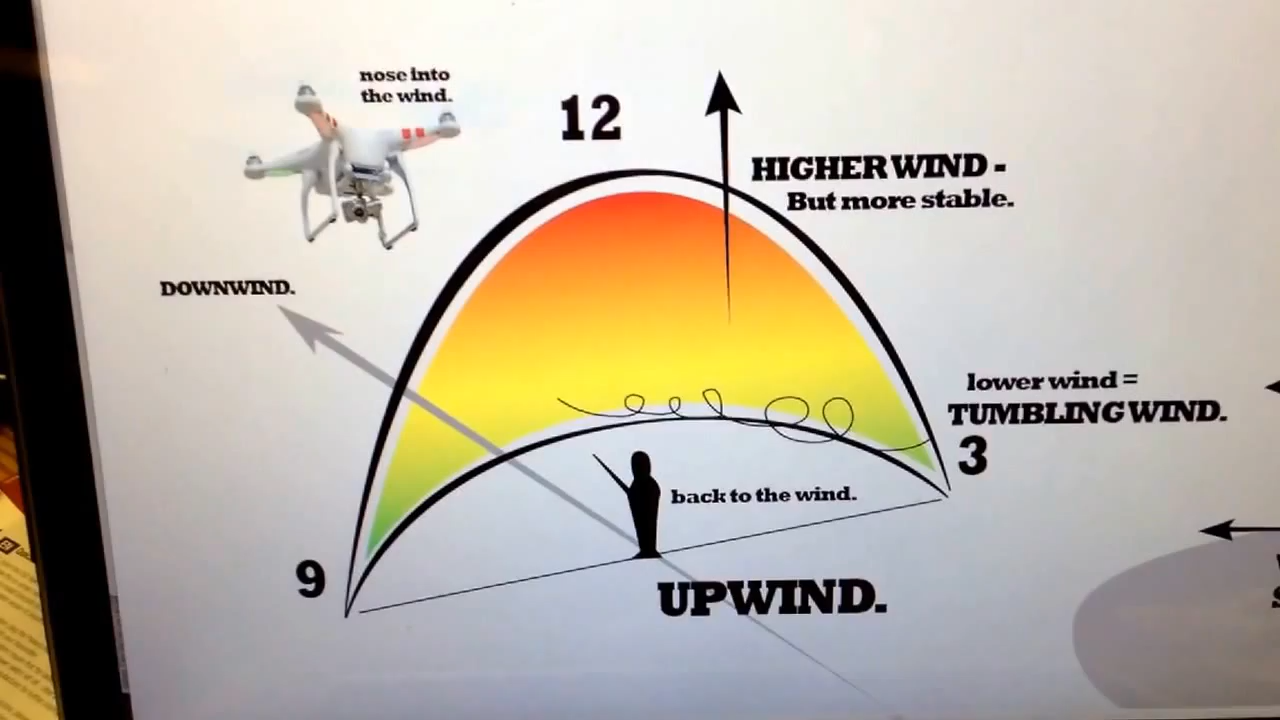 nose into
the wind.
12
HIGHER WIND -
But more stable.
DOWNWIND.
lower wind =
TUMBLING WIND.
3
back to the wind.
9
UPWIND.